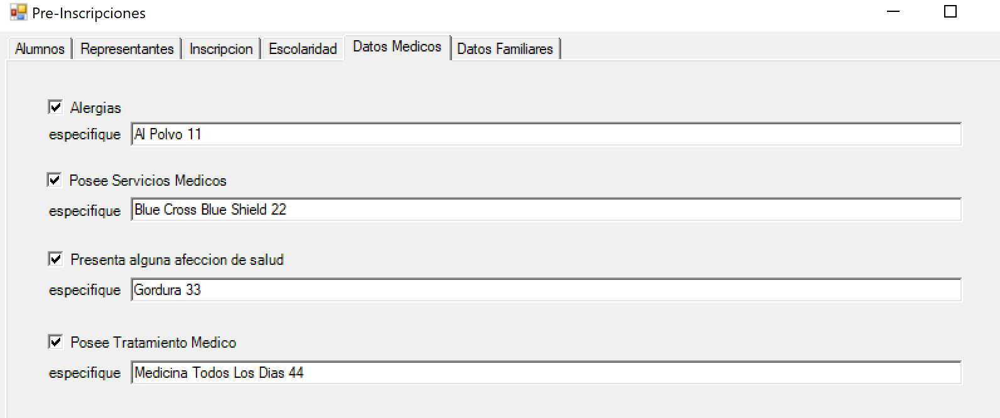 Pre-Inscripciones
Alumnos Representantes Inscripcion Escolaridad Datos Medicos Datos Familiares
Alergias
especifique Al Polvo 11
Posee Servicios Medicos
especifique Blue Cross Blue Shield 22
Presenta alguna afeccion de salud
especifique Gordura 33
Posee Tratamiento Medico
especifique Medicina Todos Los Dias 44